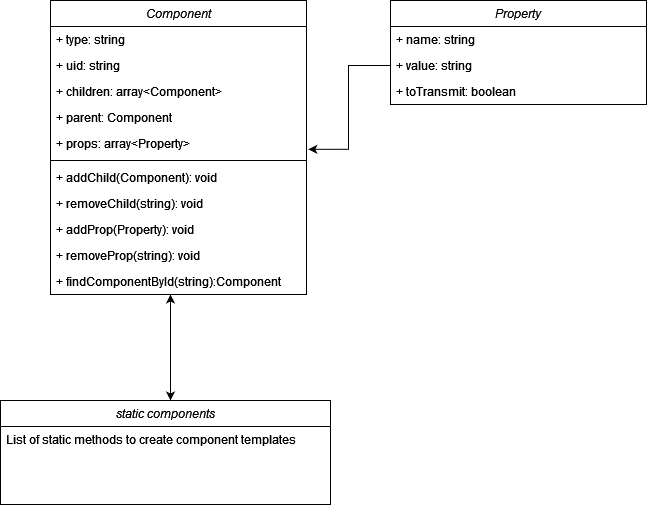 Component
+ type: string
+ uid: string
+ children: array<Component>
+ parent: Component
+ props: array<Property>
+ addChild(Component): void
+ removeChild(string): void
+ addProp(Property): void
+ removeProp(string): void
+ findComponentById(string):Component
Property
+ name: string
+ value: string
+ toTransmit: boolean
static components
List of static methods to create component templates